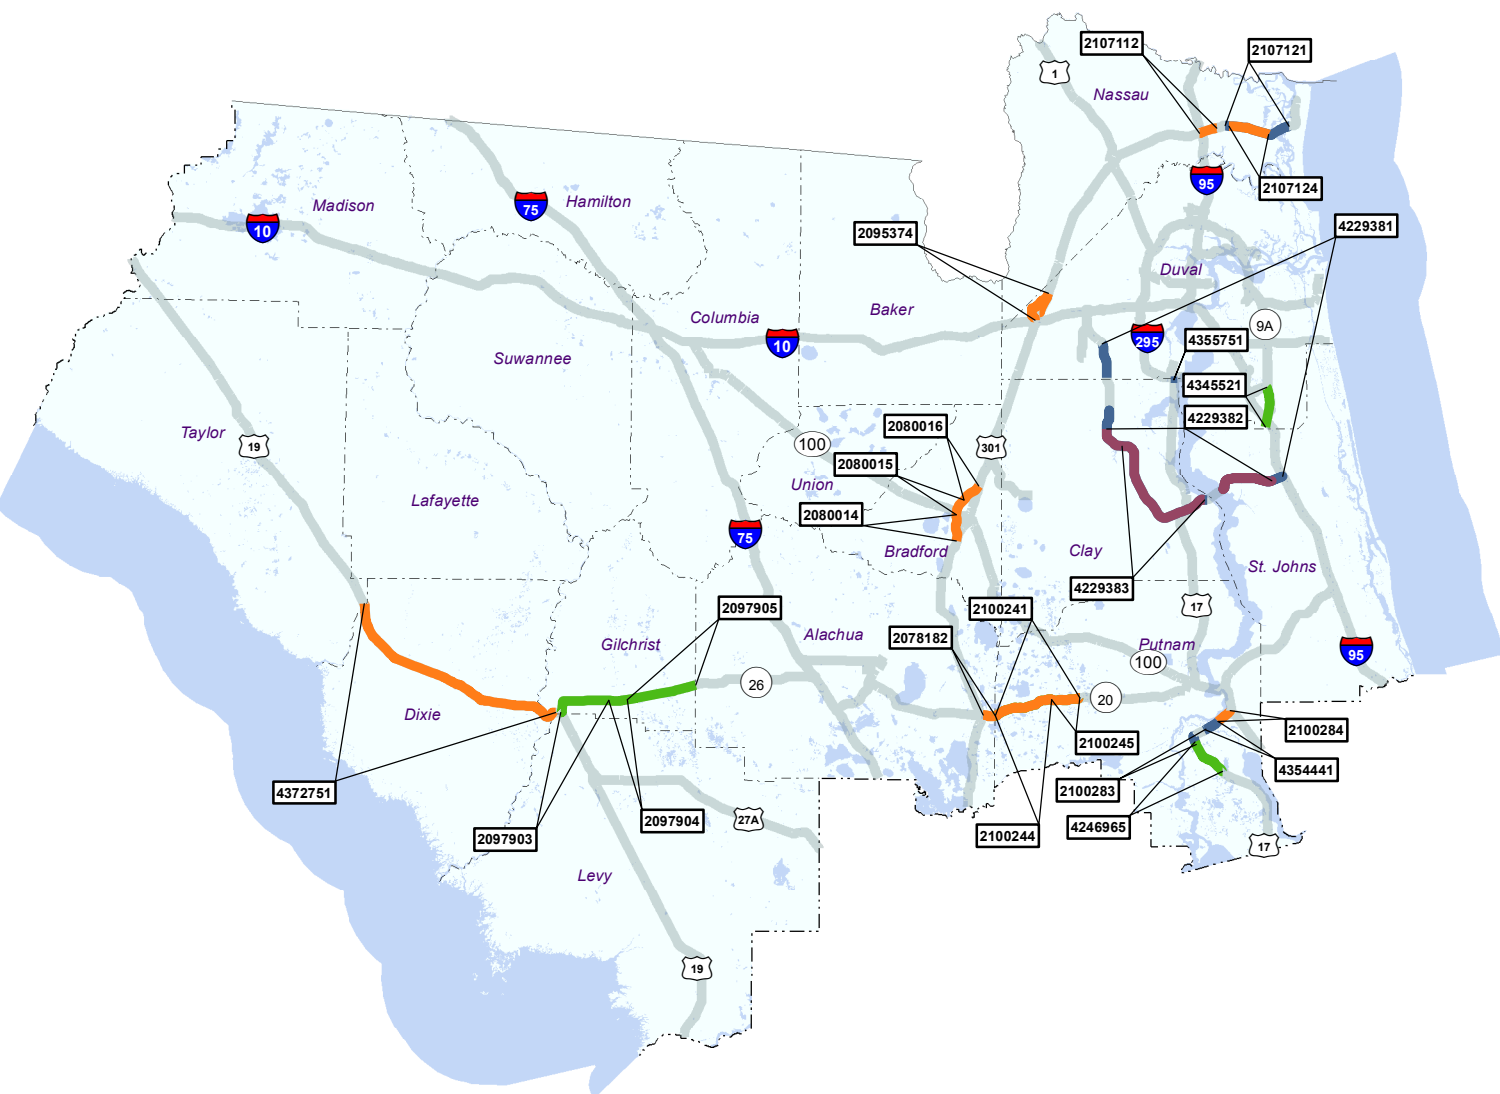 2107112
2107121
1
Nassau
95
2107124
Madison
75
Hamilton
10
2095374
4229381
Duval
Columbia
Baker
10
9A
295
4355751
Suwannee
4345521
4229382
Taylor
19
2080016
100
301
2080015
Union
Lafayette
2080014
75
Bradford
Clay
St. Johns
4229383
2097905
2100241
17
Gilchrist
Alachua
2078182
Putnam
100
95
26
20
Dixie
2100284
2100245
4354441
4372751
2100283
2097904
27A
4246965
2097903
2100244
17
Levy
19